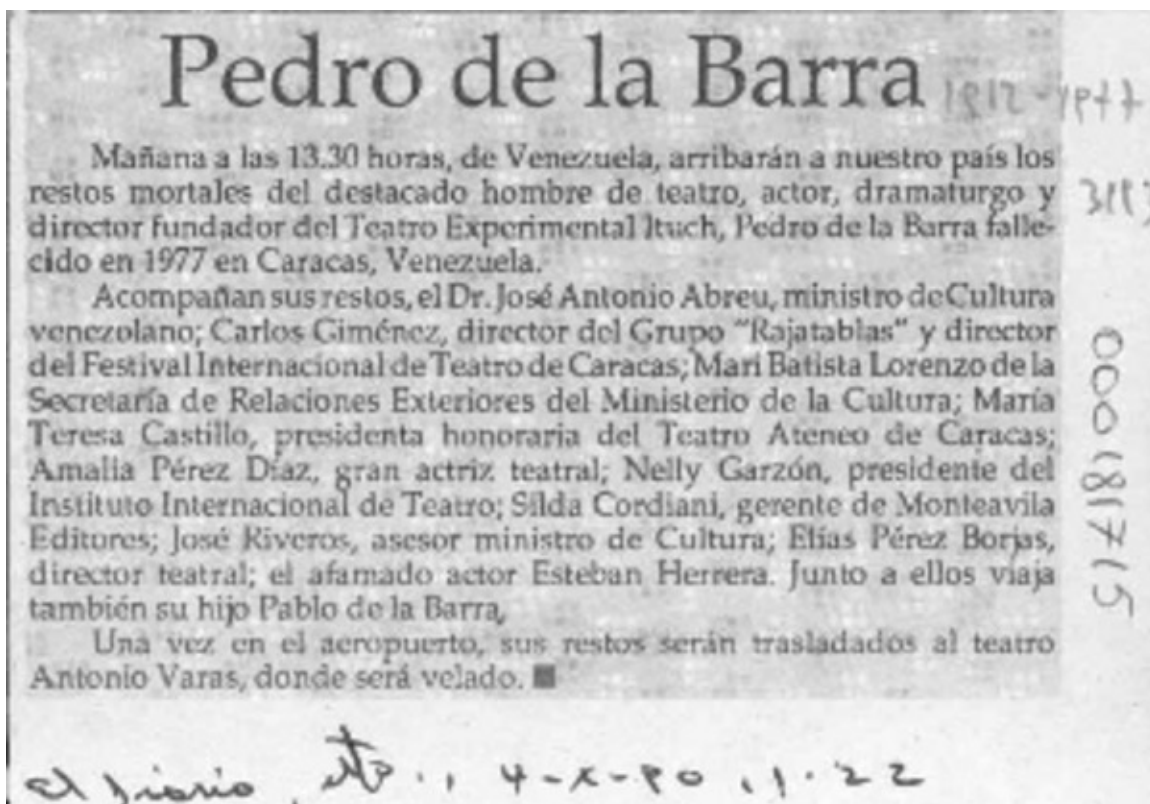 Pedro de la Barra
1912-1977
Mañana a las 13.30 horas, de Venezuela, arribarán a nuestro país los
restos mortales del destacado hombre de teatro, actor, dramaturgo y
director fundador del Teatro Experimental Ituch, Pedro de la Barra falle-
cido en 1977 en Caracas, Venezuela.
Acompañan sus restos, el Dr. José Antonio Abreu, ministro de Cultura
venezolano; Carlos Giménez, director del Grupo "Rajatablas" y director
del Festival Internacional de Teatro de Caracas; Mari Batista Lorenzo de la
Secretaría de Relaciones Exteriores del Ministerio de la Cultura; María
Teresa Castillo, presidenta honoraria del Teatro Ateneo de Caracas;
Amalia Pérez Díaz, gran actriz teatral; Nelly Garzón, presidente del
Instituto Internacional de Teatro; Silda Cordiani, gerente de Monteavila
Editores; José Riveros, asesor ministro de Cultura; Elías Pérez Borjas,
director teatral; el afamado actor Esteban Herrera. Junto a ellos viaja
también su hijo Pablo de la Barra,
Una vez en el aeropuerto, sus restos serán trasladados al teatro
Antonio Varas, donde será velado.
000181715
El Diario, 4-X-90, p. 22